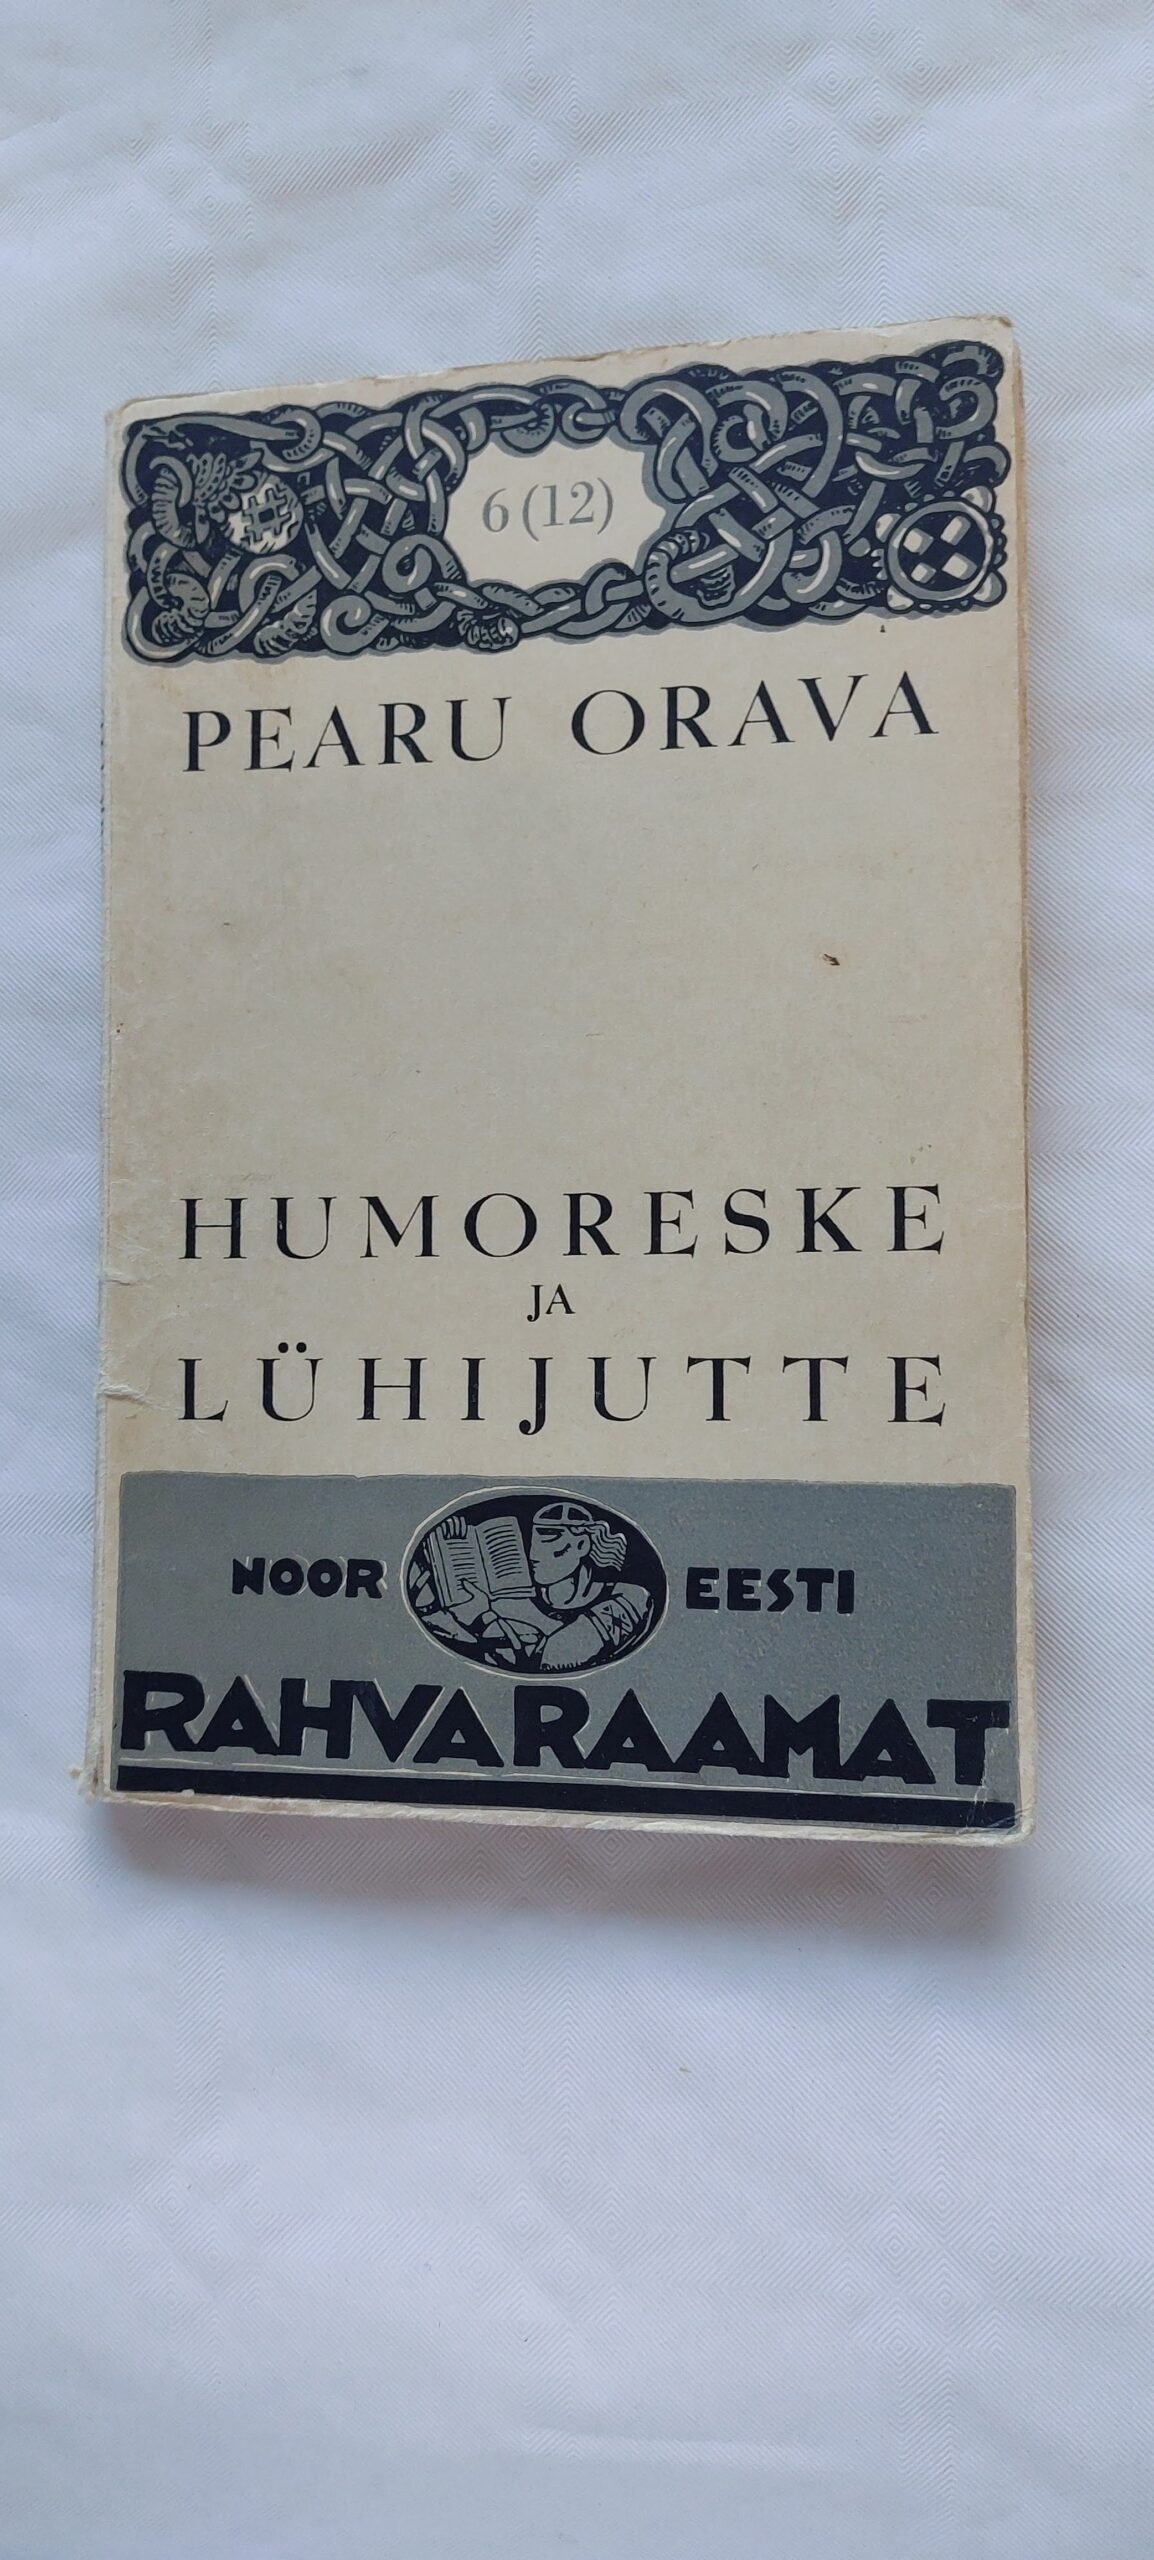 6 (12)
PEARU ORAVA
HUMORESKE
JA
LÜHIJUTTE
NOOR EESTI
RAHVARAAMAT